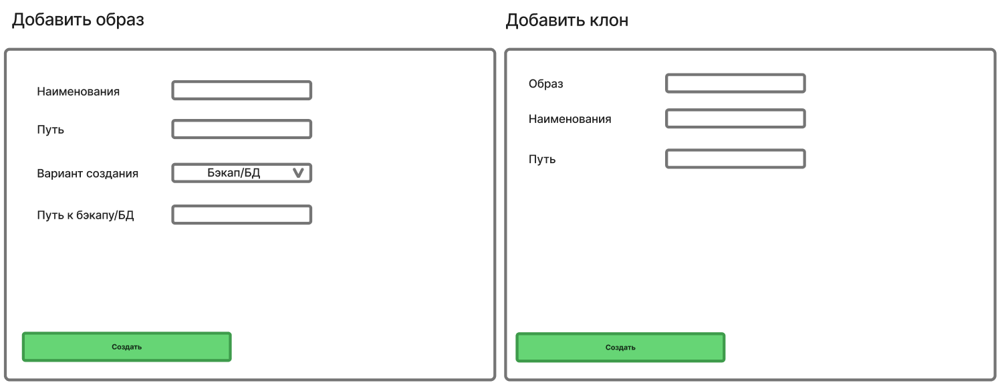 Добавить образ
Наименования
Путь
Вариант создания
Бэкап/БД
Путь к бэкапу/БД
Создать
Добавить клон
Образ
Наименования
Путь
Создать